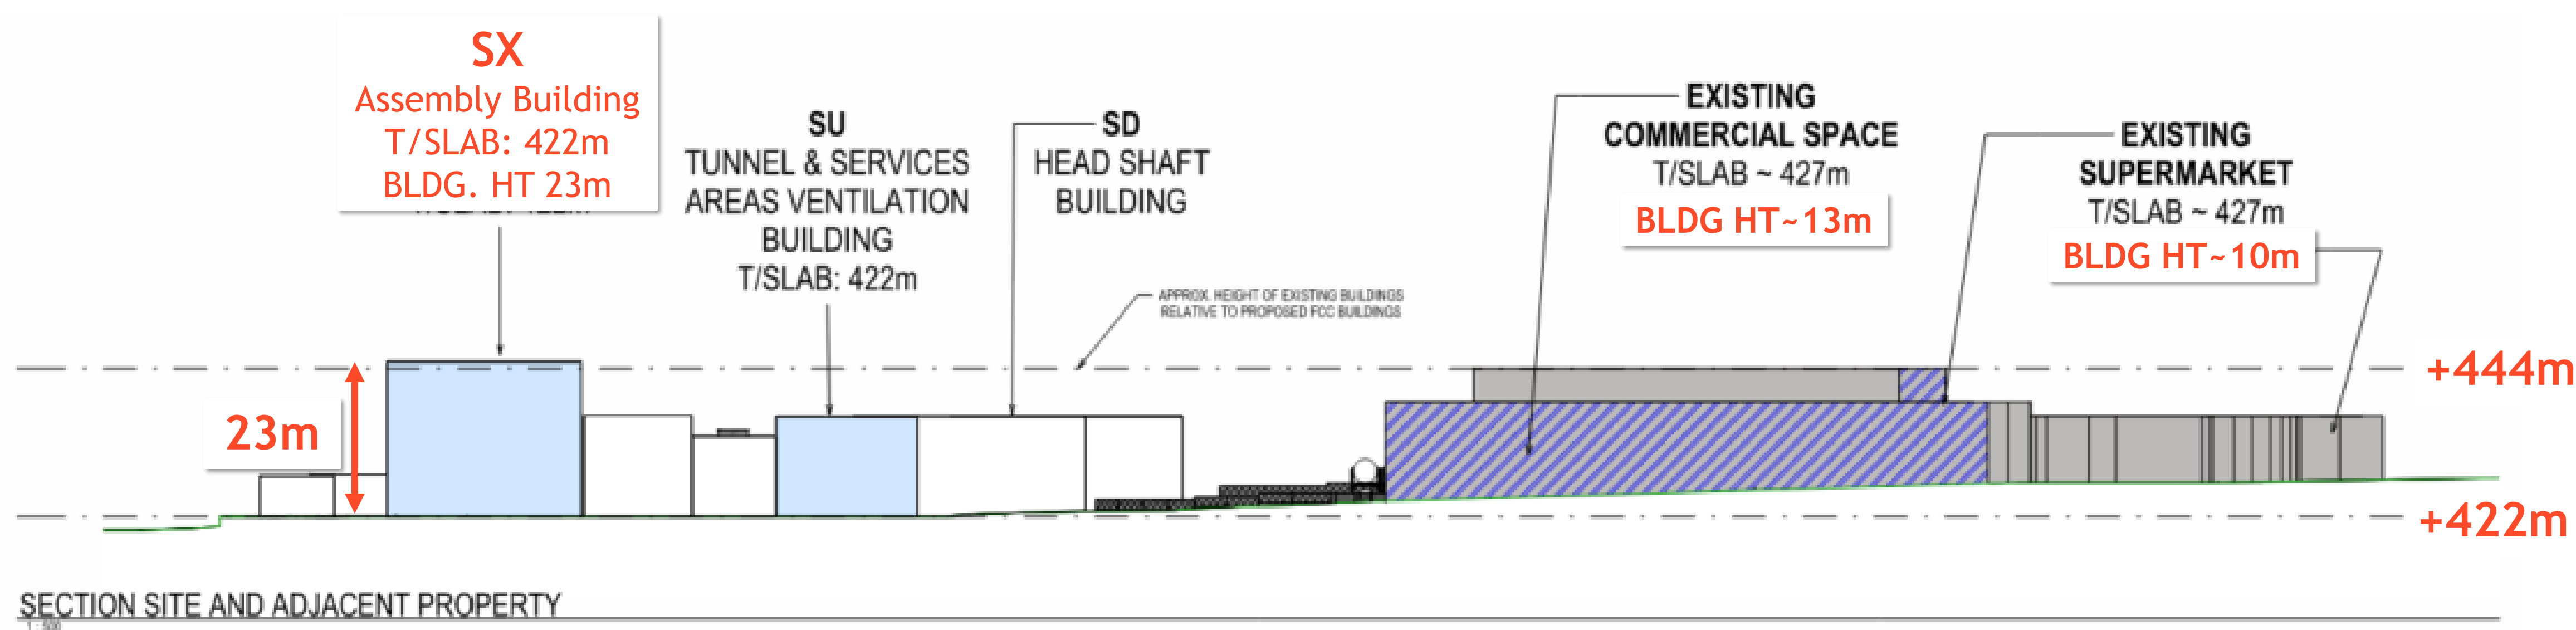 SX
Assembly Building
T/SLAB: 422m
BLDG. HT 23m
SU
TUNNEL & SERVICES
AREAS VENTILATION
BUILDING
T/SLAB: 422m
SD
HEAD SHAFT
BUILDING
APPROX. HEIGHT OF EXISTING BUILDINGS
RELATIVE TO PROPOSED FCC BUILDINGS
EXISTING
COMMERCIAL SPACE
T/SLAB ~ 427m
BLDG HT~13m
EXISTING
SUPERMARKET
T/SLAB ~ 427m
BLDG HT~10m
23m
+444m
+422m
SECTION SITE AND ADJACENT PROPERTY
1 : 500